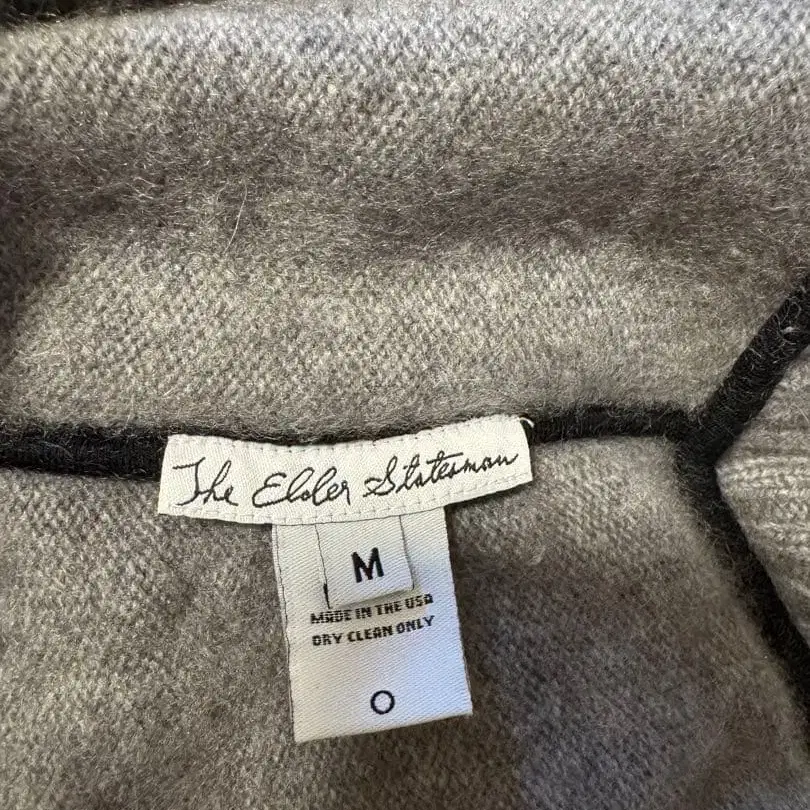 The Elder Statesman
M
MADE IN THE USA
DRY CLEAN ONLY
O